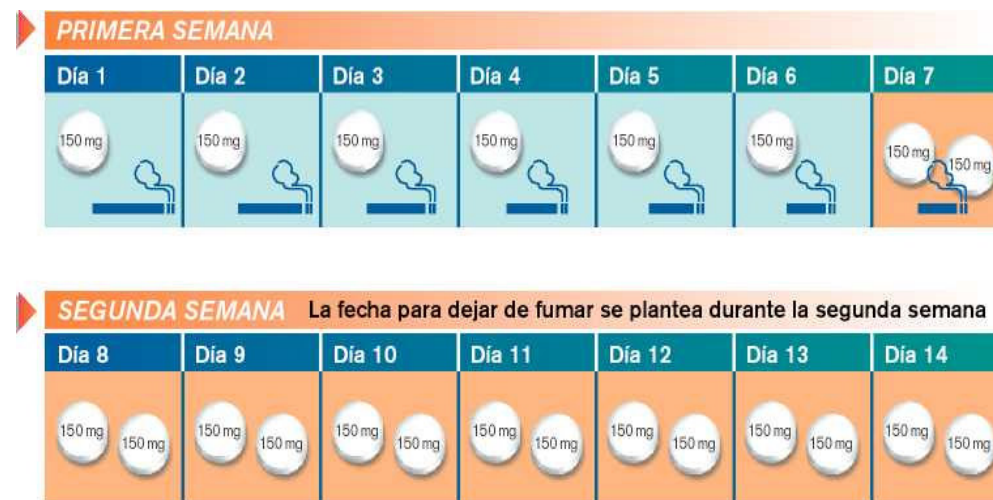 PRIMERA SEMANA
Día 1 Día 2 Día 3 Día 4 Día 5 Día 6 Día 7
150 mg 150 mg 150 mg 150 mg 150 mg 150 mg 150 mg 150 mg
SEGUNDA SEMANA La fecha para dejar de fumar se plantea durante la segunda semana
Día 8 Día 9 Día 10 Día 11 Día 12 Día 13 Día 14
150 mg 150 mg 150 mg 150 mg 150 mg 150 mg 150 mg 150 mg 150 mg 150 mg 150 mg 150 mg 150 mg 150 mg